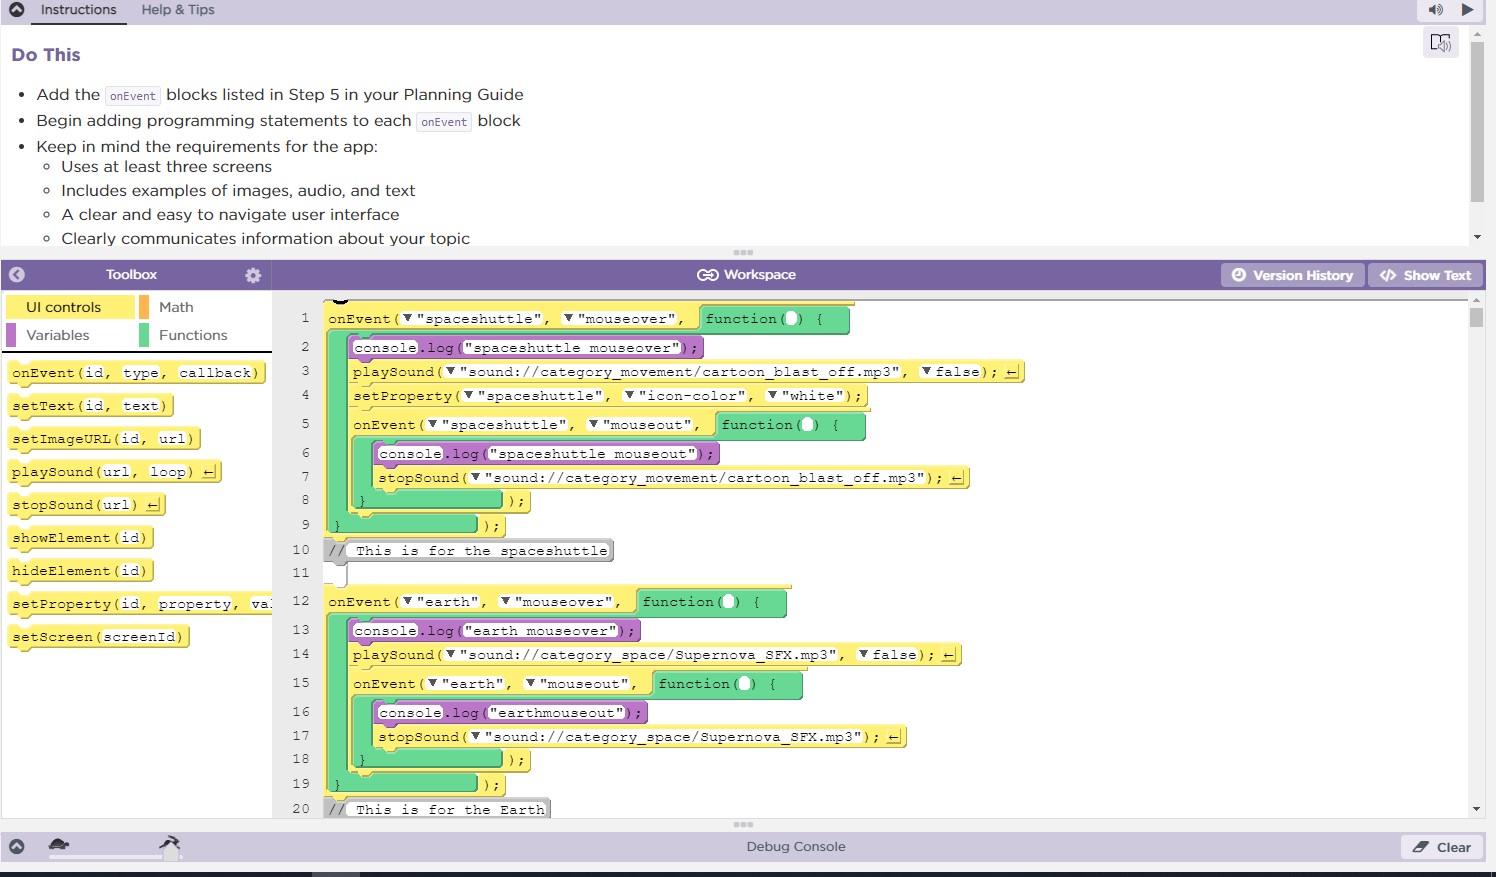 Instructions Help & Tips
Do This
Add the onEvent blocks listed in Step 5 in your Planning Guide
Begin adding programming statements to each onEvent block
Keep in mind the requirements for the app:
Uses at least three screens
Includes examples of images, audio, and text
A clear and easy to navigate user interface
Clearly communicates information about your topic
Toolbox
Workspace
Version History
Show Text
UI controls
Math
Variables
Functions
onEvent(id, type, callback)
setText(id, text)
setImageURL(id, url)
playSound(url, loop)
stopSound(url)
showElement(id)
hideElement(id)
setProperty(id, property, val
setScreen(screenId)
1 onEvent( "spaceshuttle", "mouseover", function() {
2 console.log("spaceshuttle mouseover");
3 playSound( "sound://category_movement/cartoon_blast_off.mp3", false);
4 setProperty( "spaceshuttle", "icon-color", "white");
5 onEvent( "spaceshuttle", "mouseout", function() {
6 console.log("spaceshuttle mouseout");
7 stopSound( "sound://category_movement/cartoon_blast_off.mp3");
8 } );
9 } );
10 // This is for the spaceshuttle
11
12 onEvent( "earth", "mouseover", function() {
13 console.log("earth mouseover");
14 playSound( "sound://category_space/Supernova_SFX.mp3", false);
15 onEvent( "earth", "mouseout", function() {
16 console.log("earthmouseout");
17 stopSound( "sound://category_space/Supernova_SFX.mp3");
18 } );
19 } );
20 // This is for the Earth
Debug Console
Clear